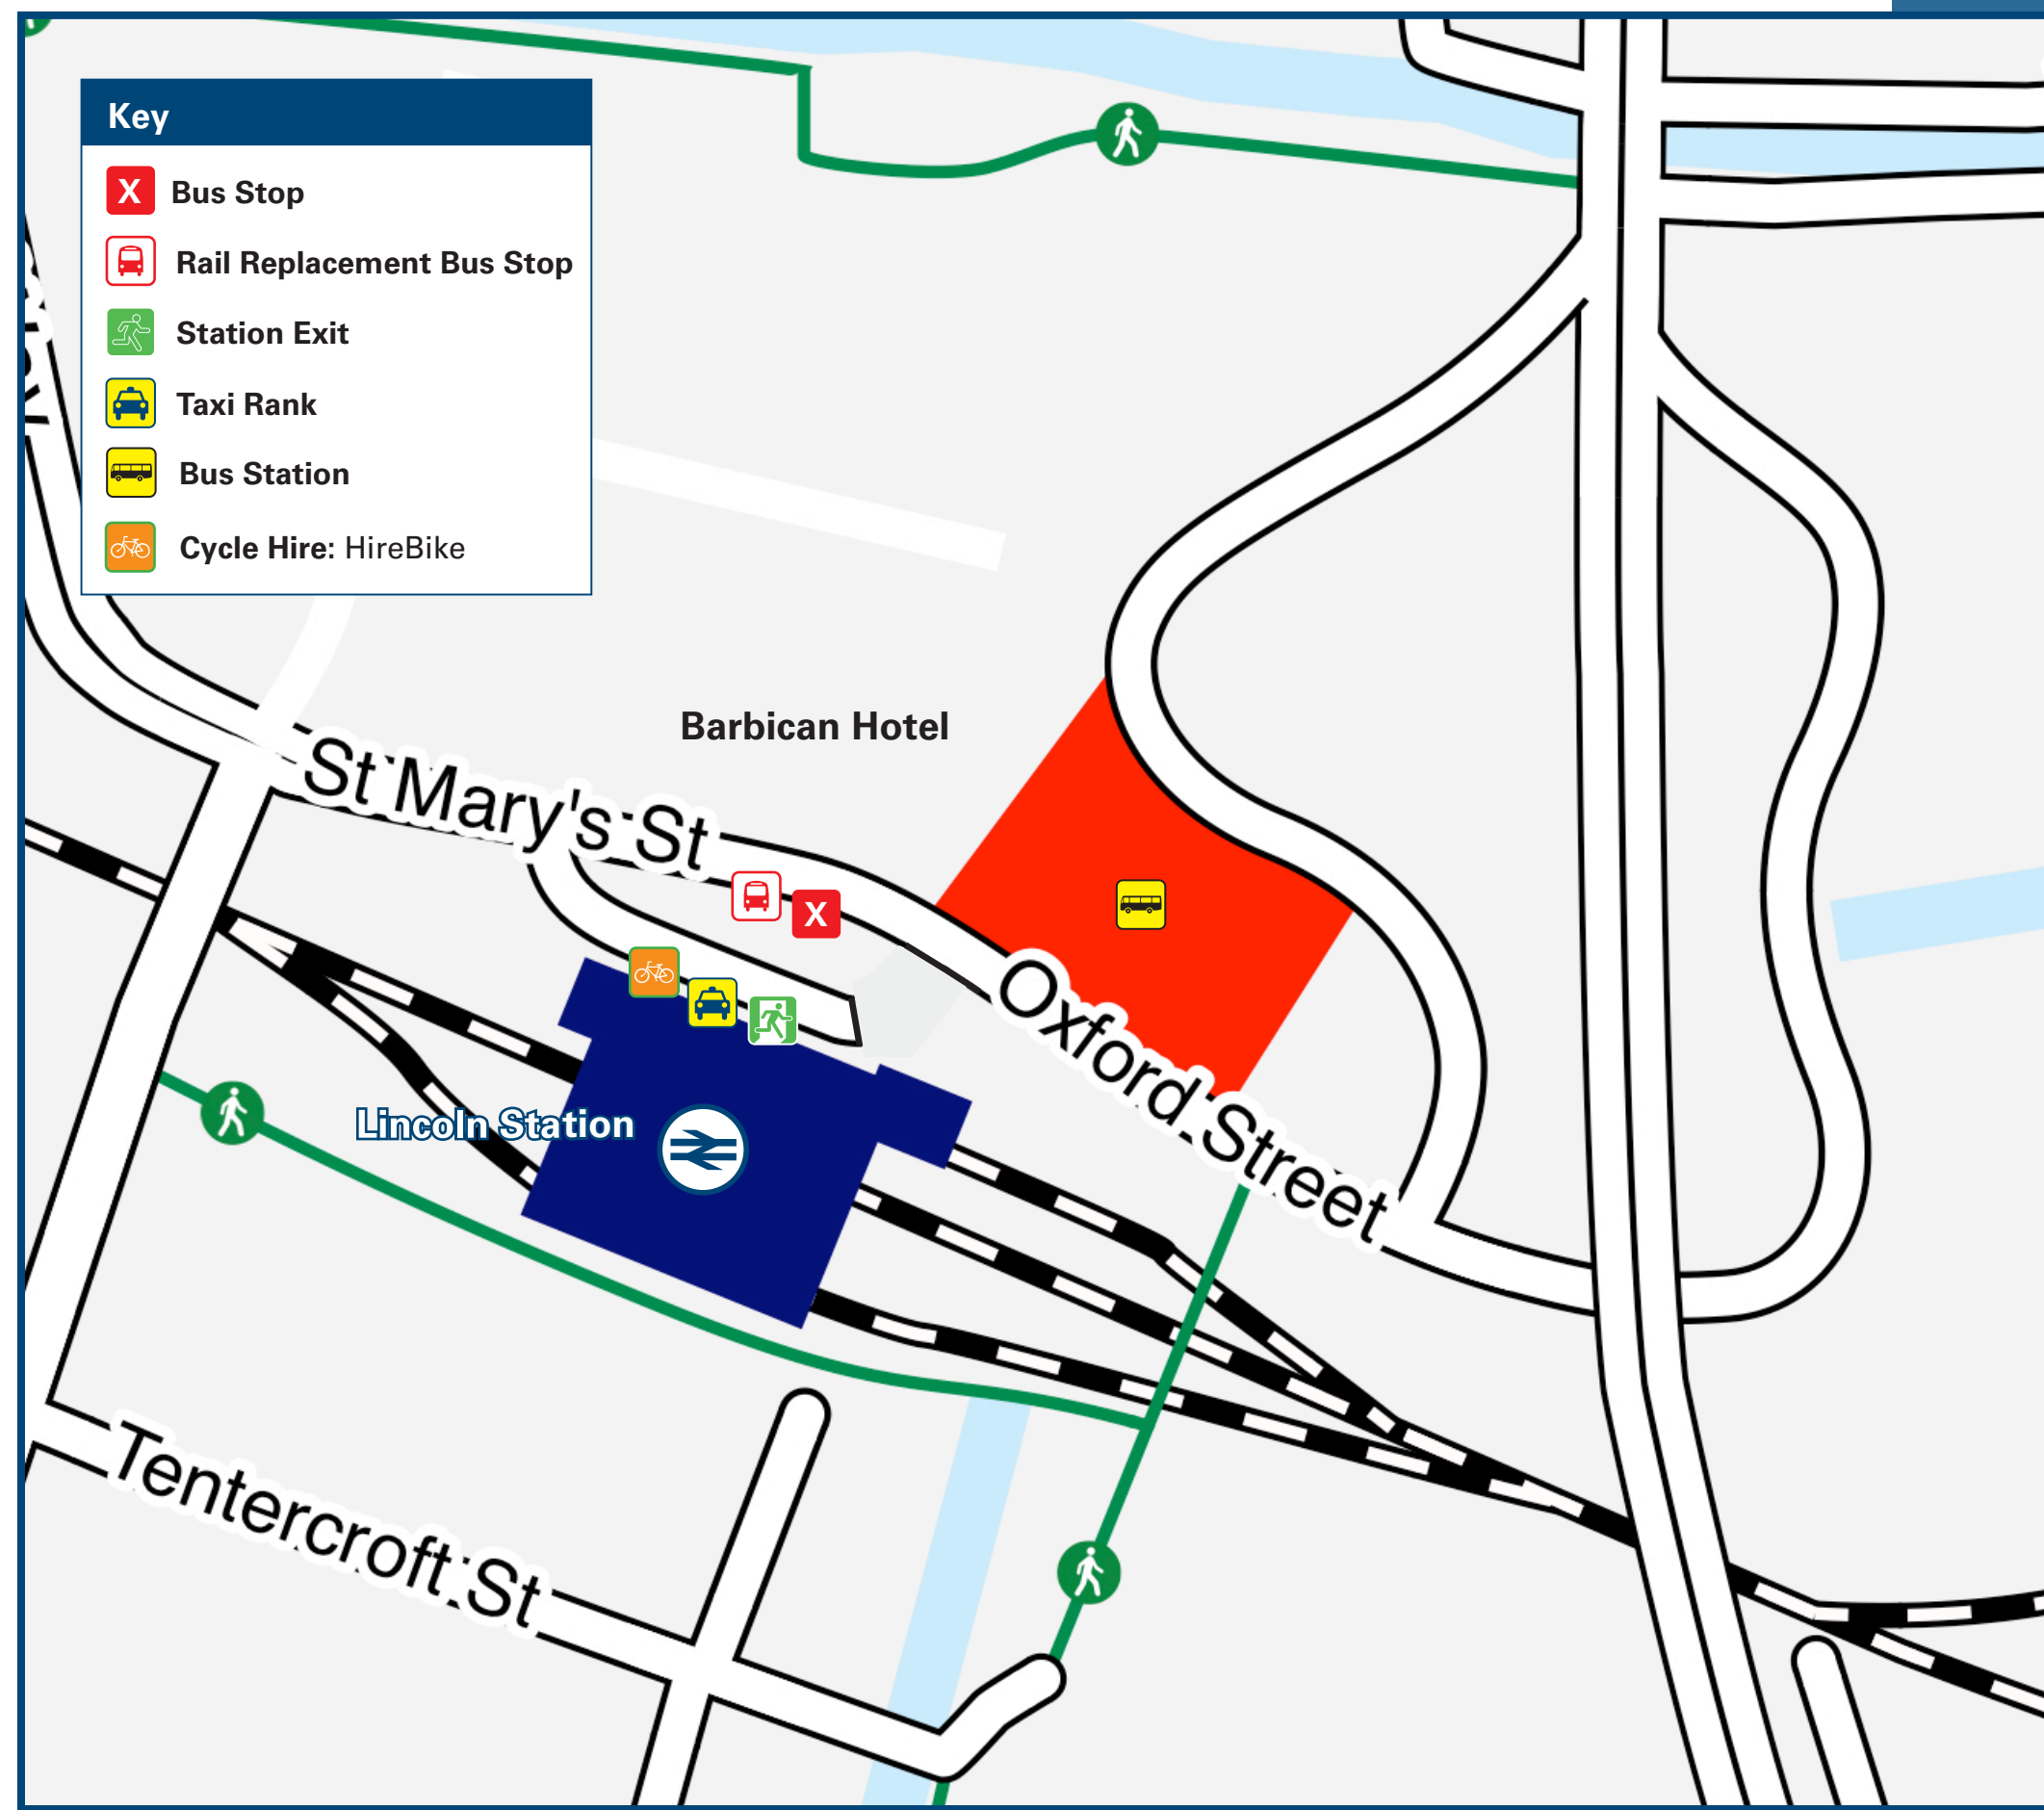 Key
X Bus Stop
Rail Replacement Bus Stop
Station Exit
Taxi Rank
Bus Station
Cycle Hire: HireBike
Barbican Hotel
St Mary's St
X
Oxford Street
Lincoln Station
Tentercroft St